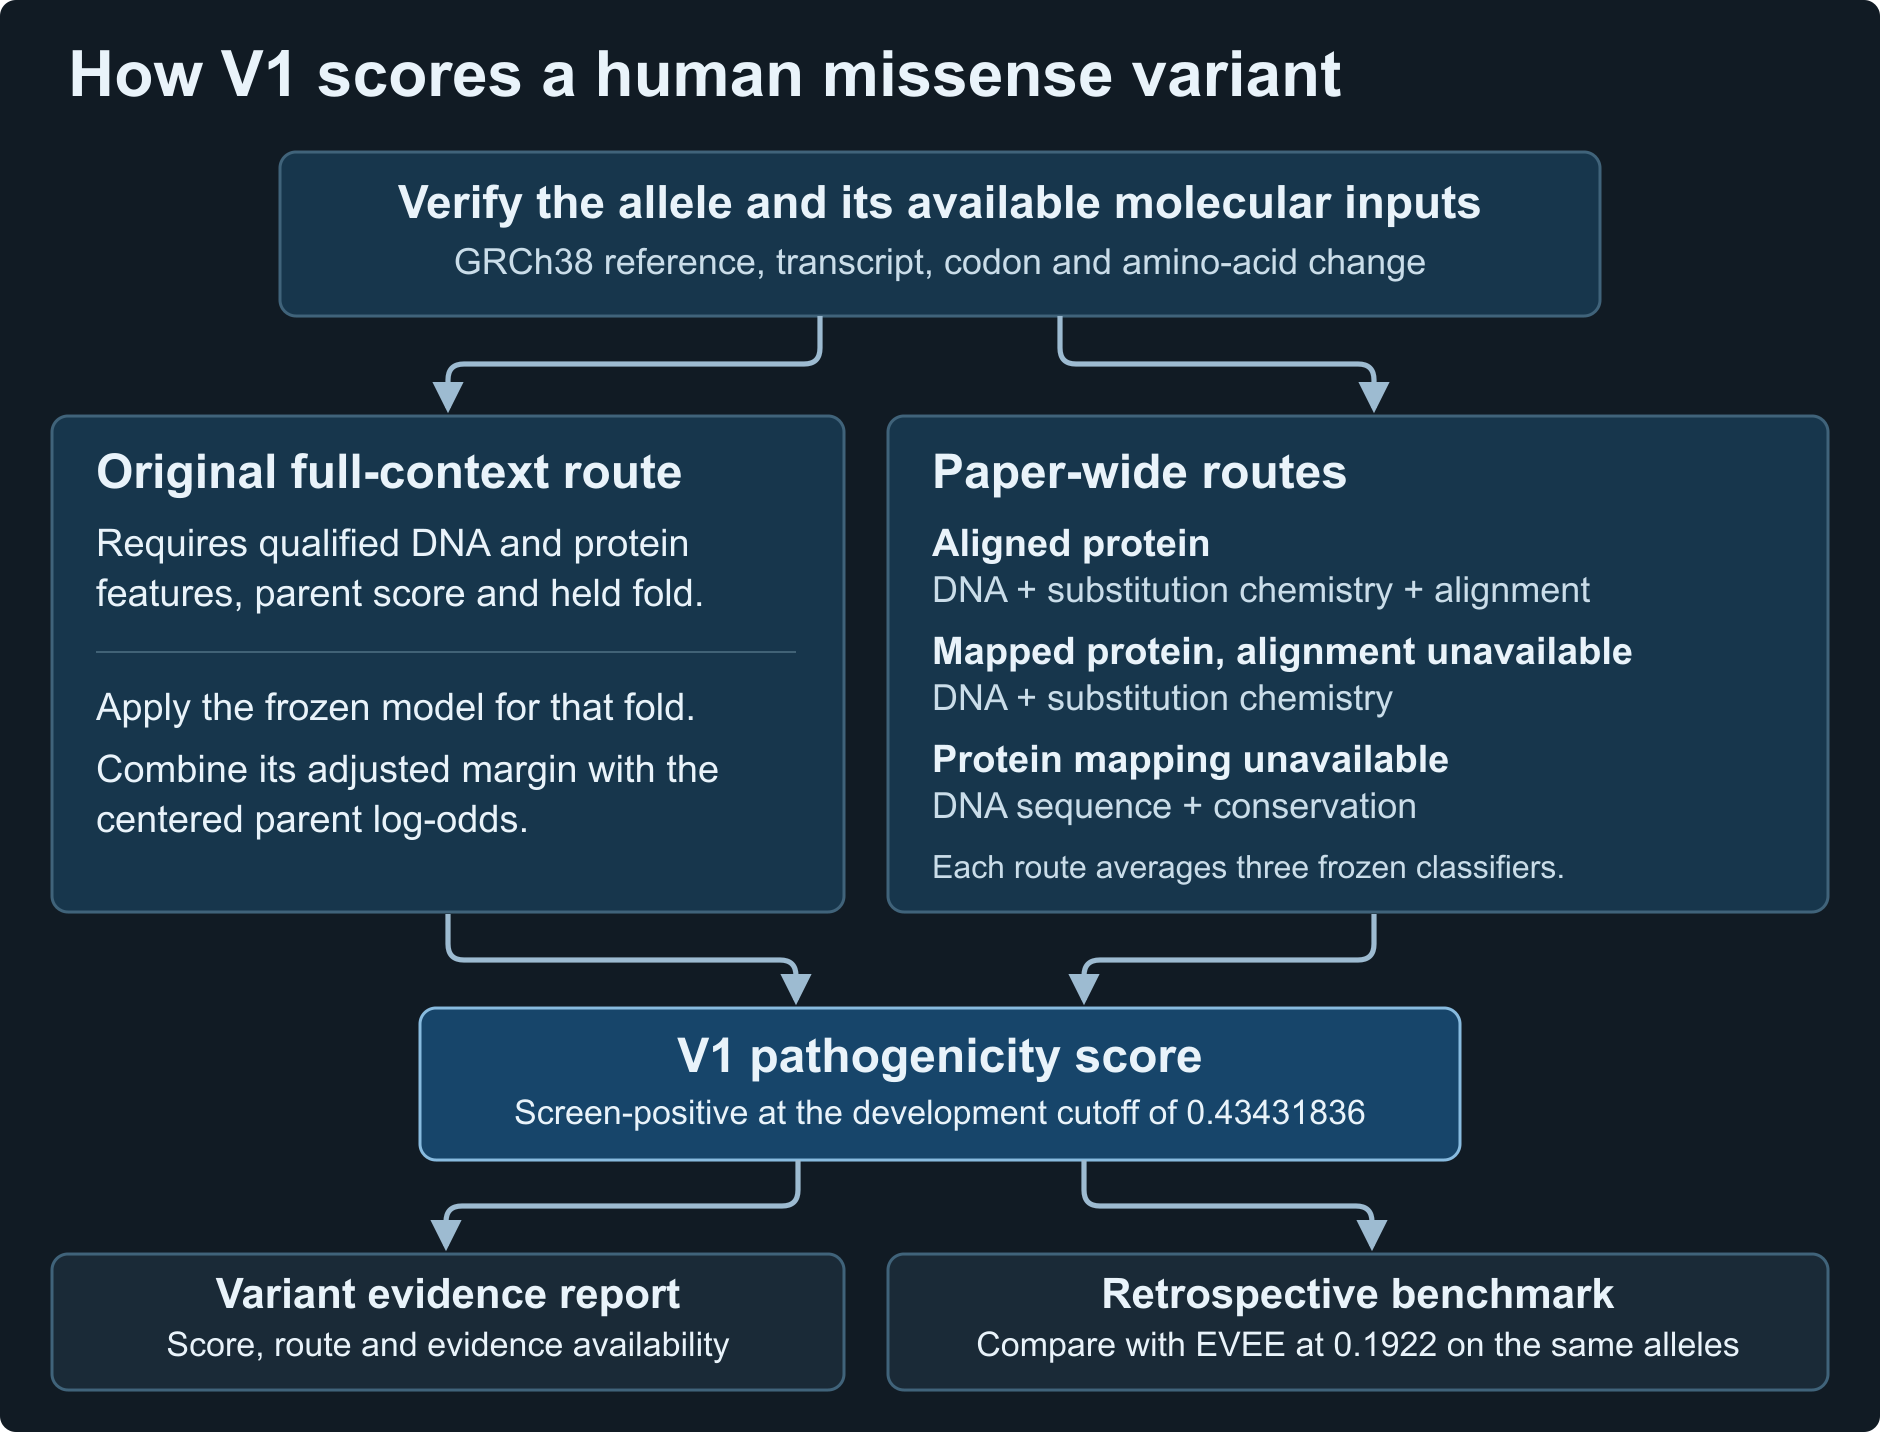 How V1 scores a human missense variant
Verify the allele and its available molecular inputs
GRCh38 reference, transcript, codon and amino-acid change
Original full-context route
Requires qualified DNA and protein
features, parent score and held fold.
Apply the frozen model for that fold.
Combine its adjusted margin with the
centered parent log-odds.
Paper-wide routes
Aligned protein
DNA + substitution chemistry + alignment
Mapped protein, alignment unavailable
DNA + substitution chemistry
Protein mapping unavailable
DNA sequence + conservation
Each route averages three frozen classifiers.
V1 pathogenicity score
Screen-positive at the development cutoff of 0.43431836
Variant evidence report
Score, route and evidence availability
Retrospective benchmark
Compare with EVEE at 0.1922 on the same alleles